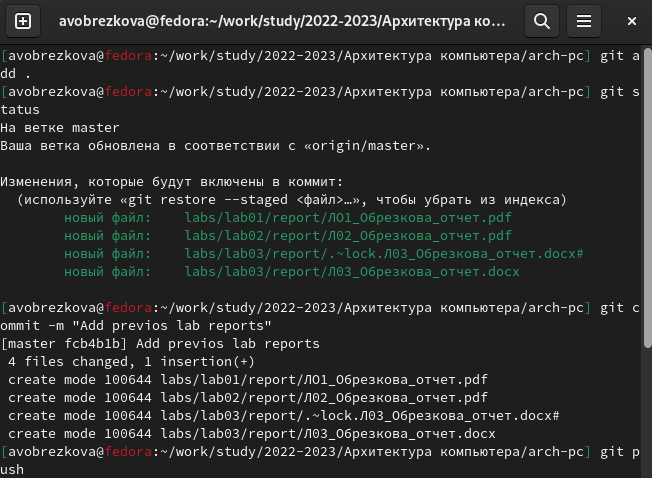 avobrezkova@fedora:~/work/study/2022-2023/Архитектура ко...
[avobrezkova@fedora:~/work/study/2022-2023/Архитектура компьютера/arch-pc] git a
dd .
[avobrezkova@fedora:~/work/study/2022-2023/Архитектура компьютера/arch-pc] git s
tatus
На ветке master
Ваша ветка обновлена в соответствии с «origin/master».
Изменения, которые будут включены в коммит:
(используйте «git restore --staged <файл>…», чтобы убрать из индекса)
новый файл: labs/lab01/report/Л01_Обрезкова_отчет.pdf
новый файл: labs/lab02/report/Л02_Обрезкова_отчет.pdf
новый файл: labs/lab03/report/.~lock.Л03_Обрезкова_отчет.docx#
новый файл: labs/lab03/report/Л03_Обрезкова_отчет.docx
[avobrezkova@fedora:~/work/study/2022-2023/Архитектура компьютера/arch-pc] git c
ommit -m "Add previos lab reports"
[master fcb4b1b] Add previos lab reports
4 files changed, 1 insertion(+)
create mode 100644 labs/lab01/report/Л01_Обрезкова_отчет.pdf
create mode 100644 labs/lab02/report/Л02_Обрезкова_отчет.pdf
create mode 100644 labs/lab03/report/.~lock.Л03_Обрезкова_отчет.docx#
create mode 100644 labs/lab03/report/Л03_Обрезкова_отчет.docx
[avobrezkova@fedora:~/work/study/2022-2023/Архитектура компьютера/arch-pc] git p
ush